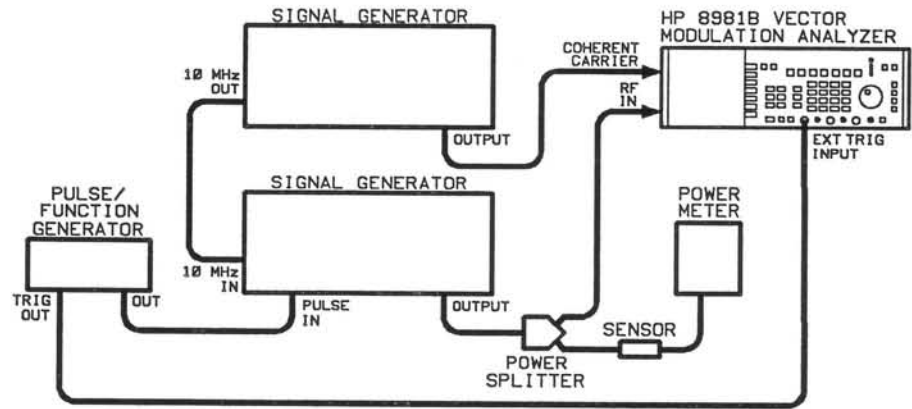 SIGNAL GENERATOR
HP 8981B VECTOR
MODULATION ANALYZER
COHERENT
CARRIER
10 MHz
OUT
RF
IN
OUTPUT
EXT TRIG
INPUT
SIGNAL GENERATOR
PULSE/
FUNCTION
GENERATOR
POWER
METER
10 MHz
IN
TRIG
OUT
OUT
PULSE
IN
OUTPUT
SENSOR
POWER
SPLITTER